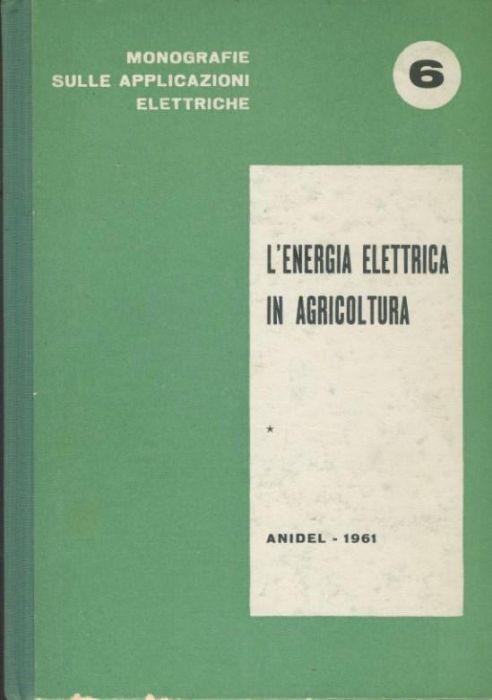 MONOGRAFIE
SULLE APPLICAZIONI
ELETTRICHE
6
L'ENERGIA ELETTRICA
IN AGRICOLTURA
*
ANIDEL - 1961